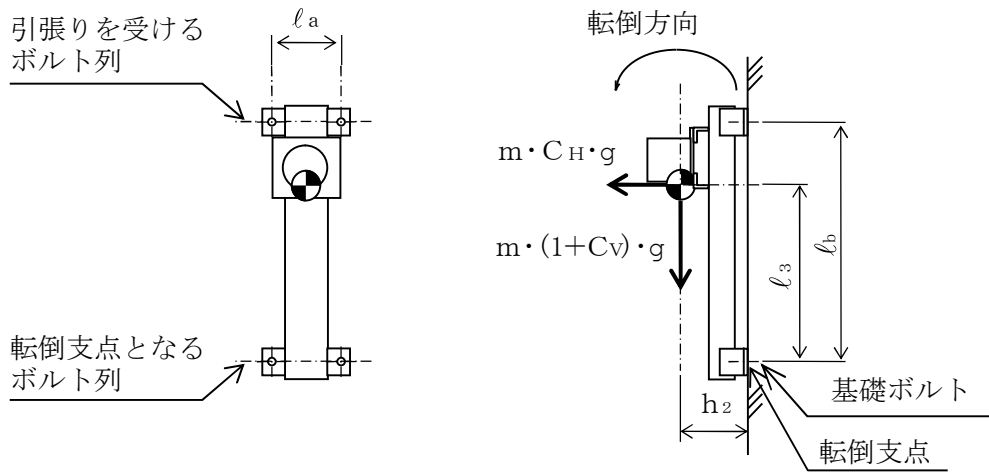 引張りを受ける
ボルト列
ℓa
転倒支点となる
ボルト列
転倒方向
m・CH・g
m・(1+CV)・g
ℓb
ℓ3
h2
基礎ボルト
転倒支点